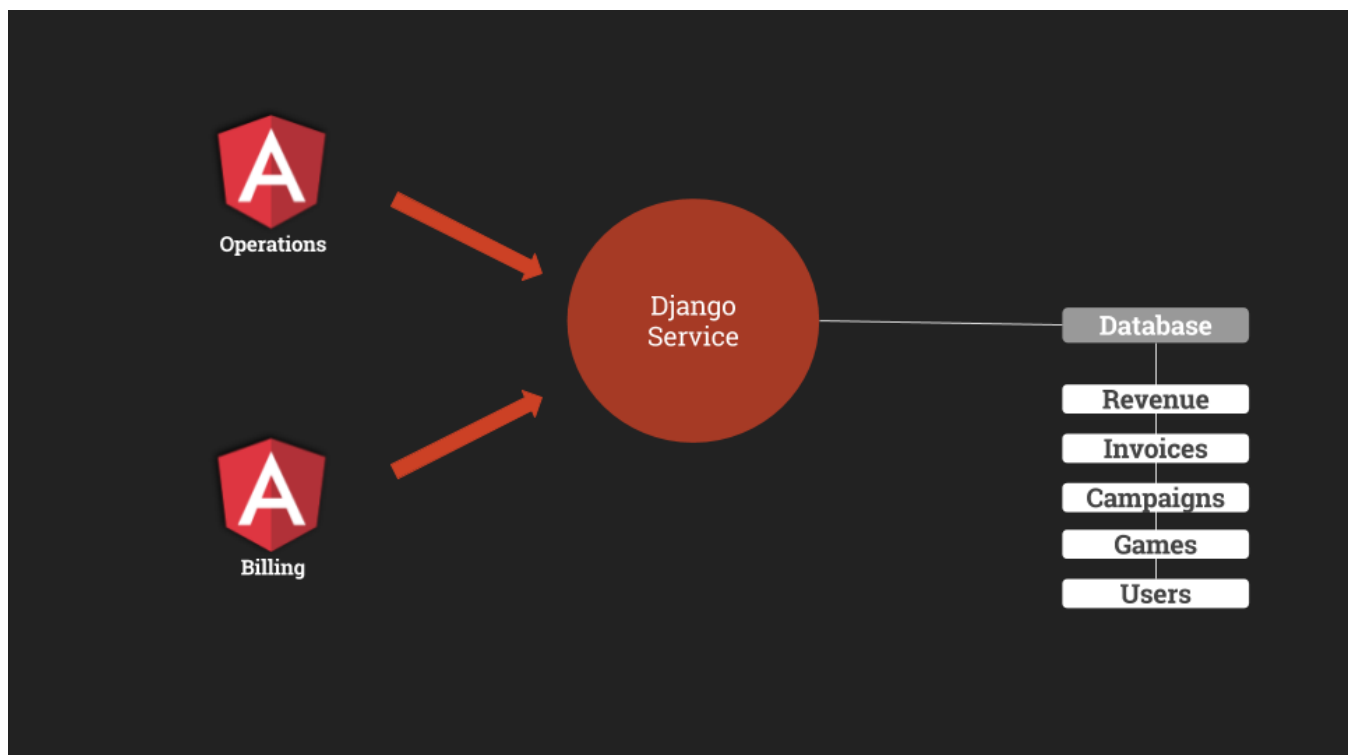 Operations
Billing
Django
Service
Database
Revenue
Invoices
Campaigns
Games
Users